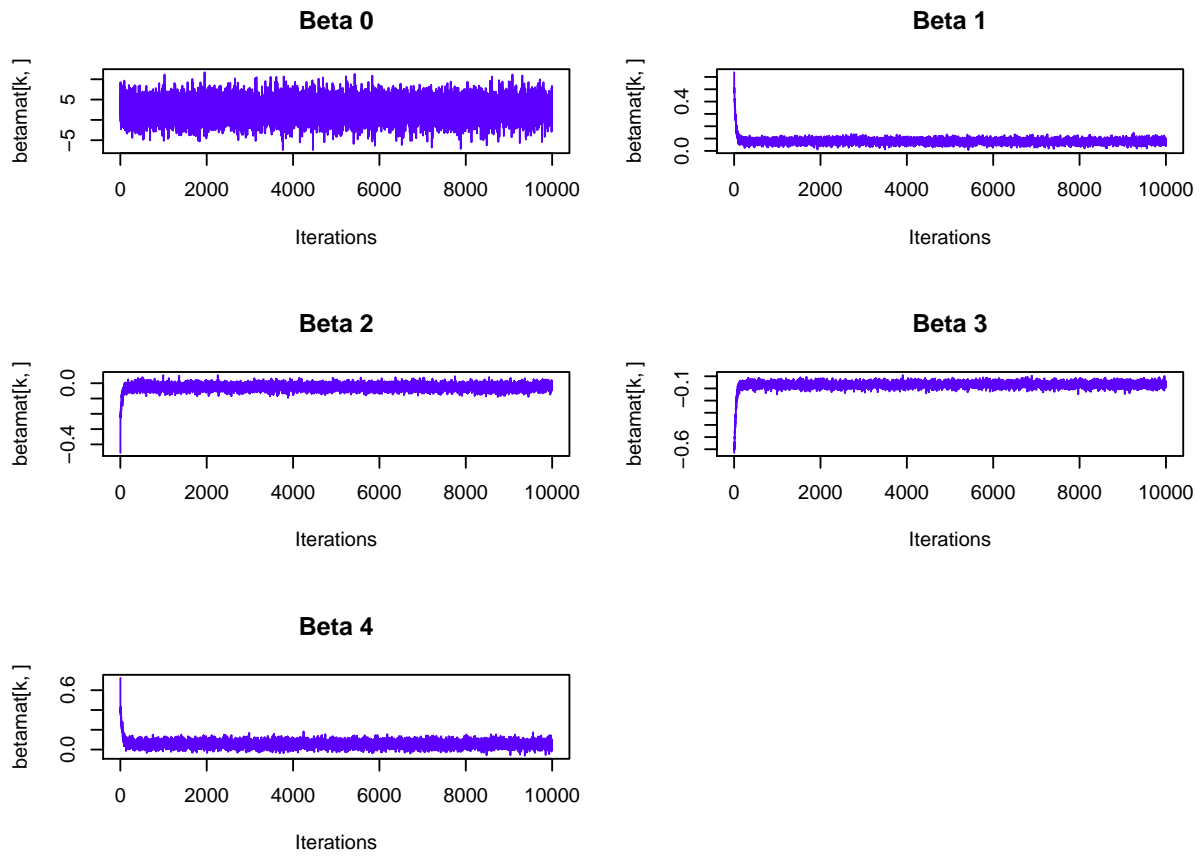 Beta 0
betamat[k, ]
5
−5
0 2000 4000 6000 8000 10000
Iterations
Beta 1
betamat[k, ]
0.4
0.0
0 2000 4000 6000 8000 10000
Iterations
Beta 2
betamat[k, ]
0.0
−0.4
0 2000 4000 6000 8000 10000
Iterations
Beta 3
betamat[k, ]
−0.1
−0.6
0 2000 4000 6000 8000 10000
Iterations
Beta 4
betamat[k, ]
0.6
0.0
0 2000 4000 6000 8000 10000
Iterations